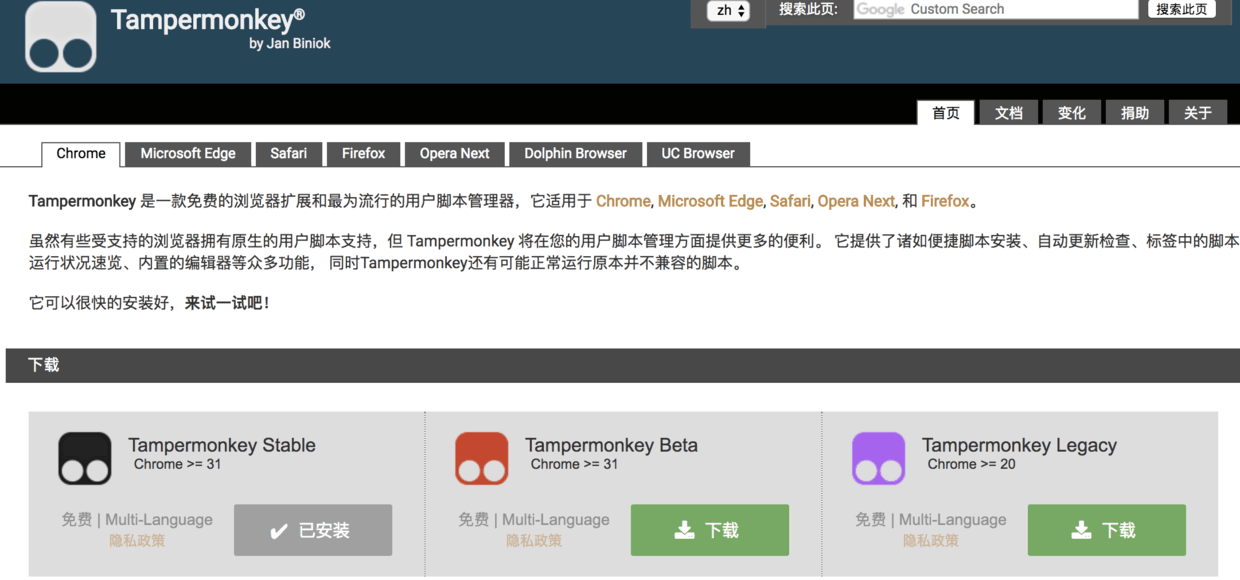 Tampermonkey®
by Jan Biniok
zh
搜索此页:
Google Custom Search
搜索此页
首页 文档 变化 捐助 关于
Chrome Microsoft Edge Safari Firefox Opera Next Dolphin Browser UC Browser
Tampermonkey 是一款免费的浏览器扩展和最为流行的用户脚本管理器，它适用于 Chrome, Microsoft Edge, Safari, Opera Next, 和 Firefox。
虽然有些受支持的浏览器拥有原生的用户脚本支持，但 Tampermonkey 将在您的用户脚本管理方面提供更多的便利。 它提供了诸如便捷脚本安装、自动更新检查、标签中的脚本
运行状况速览、内置的编辑器等众多功能， 同时Tampermonkey还有可能正常运行原本并不兼容的脚本。
它可以很快的安装好，来试一试吧！
下载
Tampermonkey Stable
Chrome >= 31
免费 | Multi-Language
隐私政策
已安装
Tampermonkey Beta
Chrome >= 31
免费 | Multi-Language
隐私政策
下载
Tampermonkey Legacy
Chrome >= 20
免费 | Multi-Language
隐私政策
下载